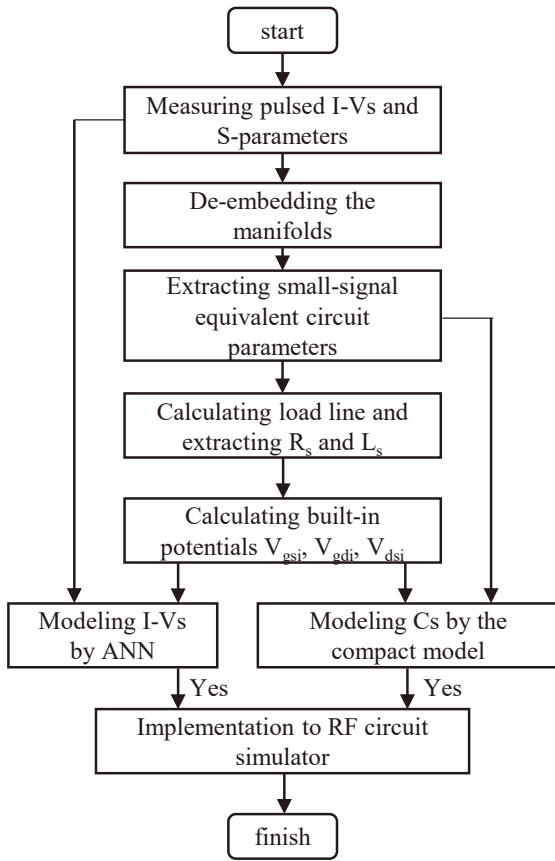 start
Measuring pulsed I-Vs and
S-parameters
De-embedding the
manifolds
Extracting small-signal
equivalent circuit
parameters
Calculating load line and
extracting Rs and Ls
Calculating built-in
potentials Vgsi, Vgdi, Vdsi
Modeling I-Vs
by ANN
Modeling Cs by the
compact model
Yes
Yes
Implementation to RF circuit
simulator
finish